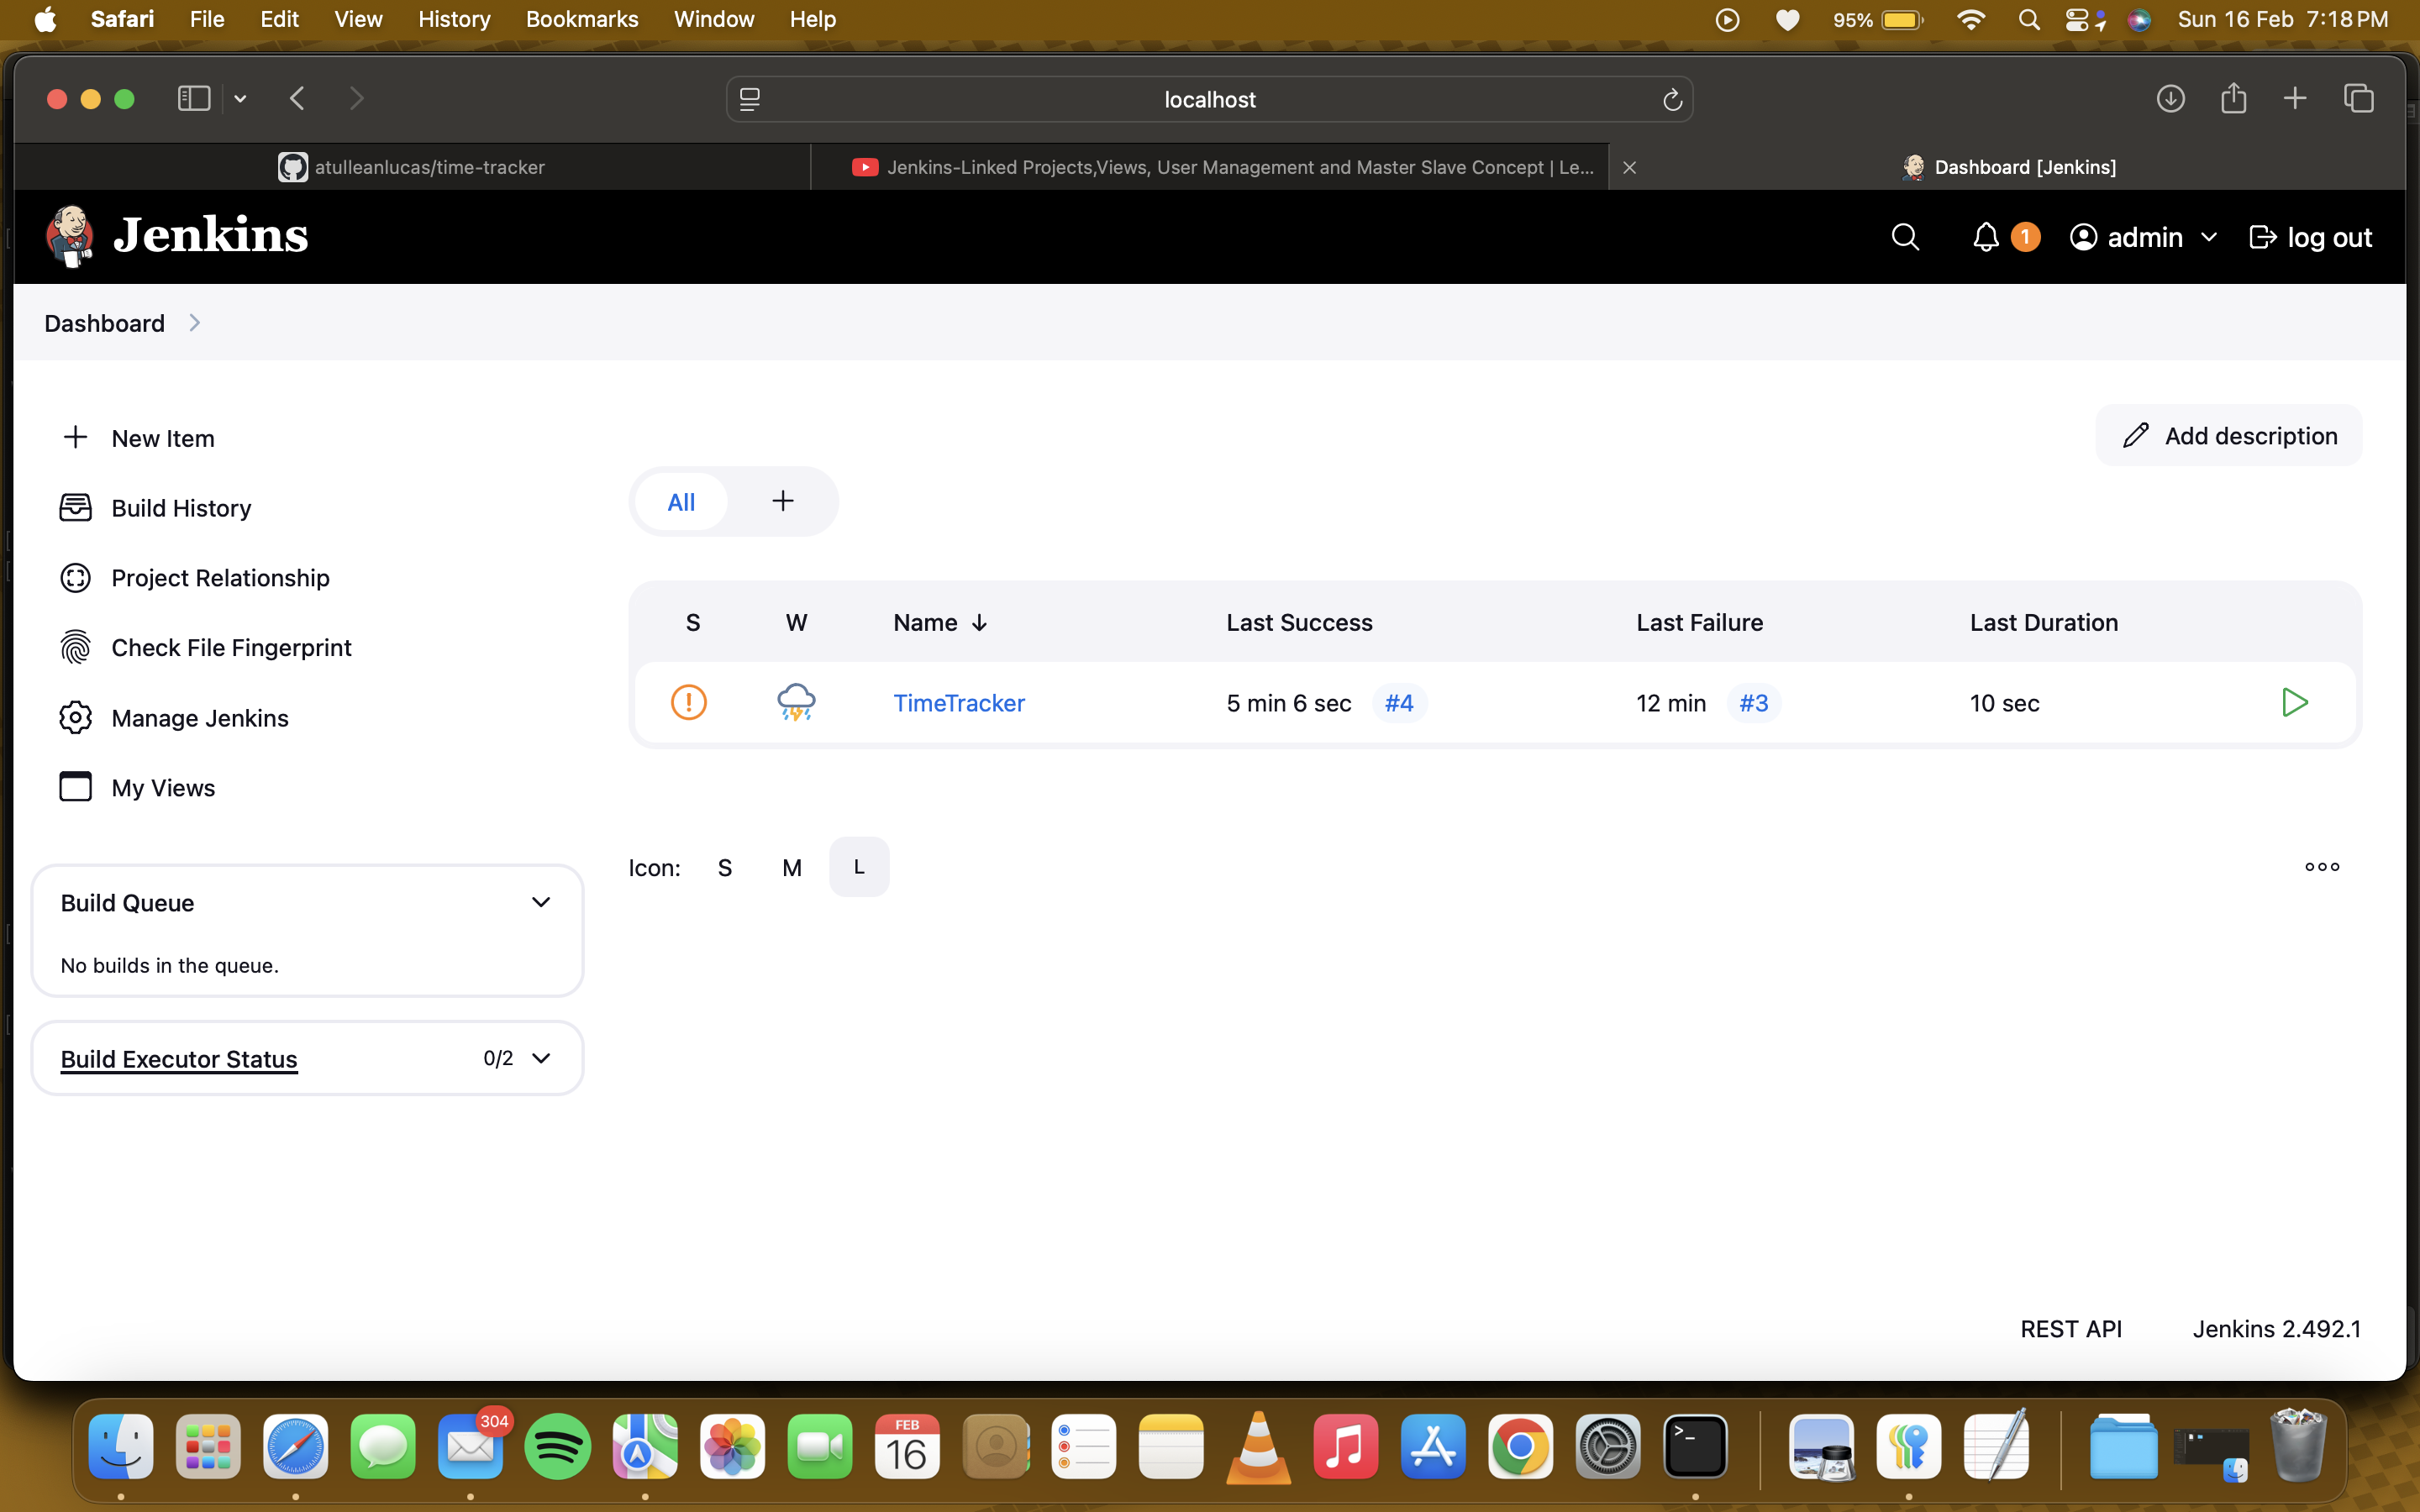 Safari File Edit View History Bookmarks Window Help 95% Sun 16 Feb 7:18 PM
localhost
atulleanlucas/time-tracker Jenkins-Linked Projects,Views, User Management and Master Slave Concept | Le... Dashboard [Jenkins]
Jenkins 1 admin log out
Dashboard
New Item
Add description
Build History
All +
Project Relationship
Check File Fingerprint
Manage Jenkins
My Views
S W Name ↓ Last Success Last Failure Last Duration
TimeTracker 5 min 6 sec #4 12 min #3 10 sec
Icon: S M L
Build Queue
No builds in the queue.
Build Executor Status 0/2
REST API Jenkins 2.492.1
304
FEB
16
>_